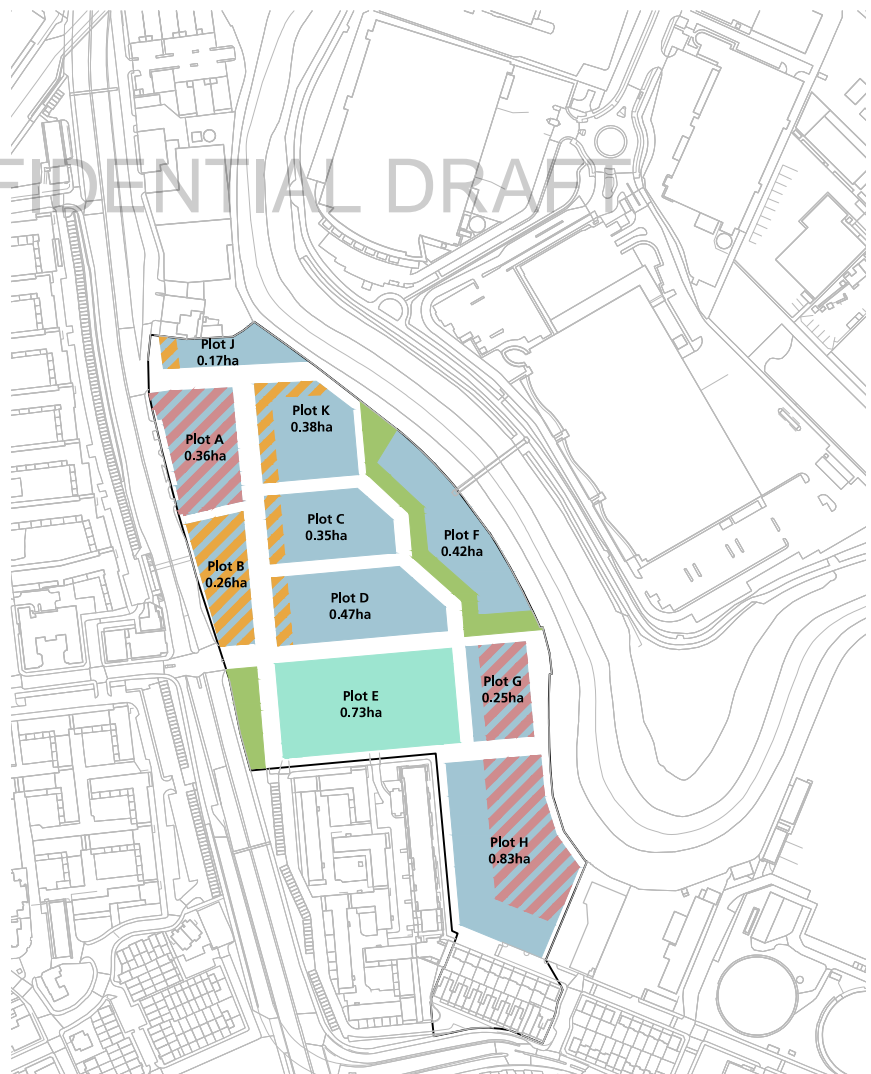 FIDENTIAL DRAFT
Plot J
0.17ha
Plot K
0.38ha
Plot A
0.36ha
Plot C
0.35ha
Plot F
0.42ha
Plot B
0.26ha
Plot D
0.47ha
Plot G
0.25ha
Plot E
0.73ha
Plot H
0.83ha